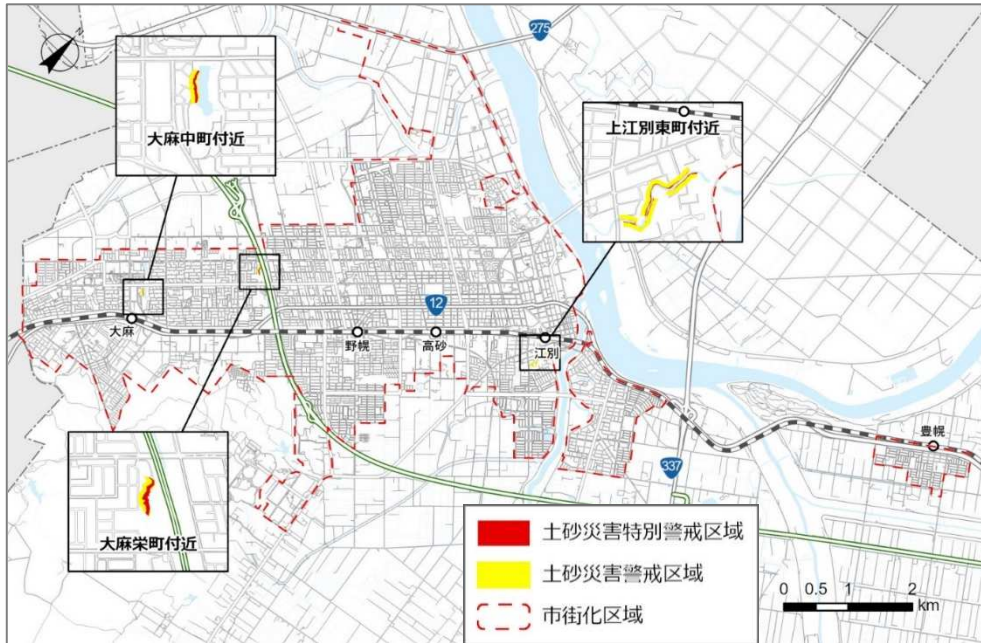 275
大麻中町付近
上江別東町付近
12
大麻
野幌
高砂
江別
豊幌
337
大麻栄町付近
土砂災害特別警戒区域
土砂災害警戒区域
市街化区域
0 0.5 1 2
km